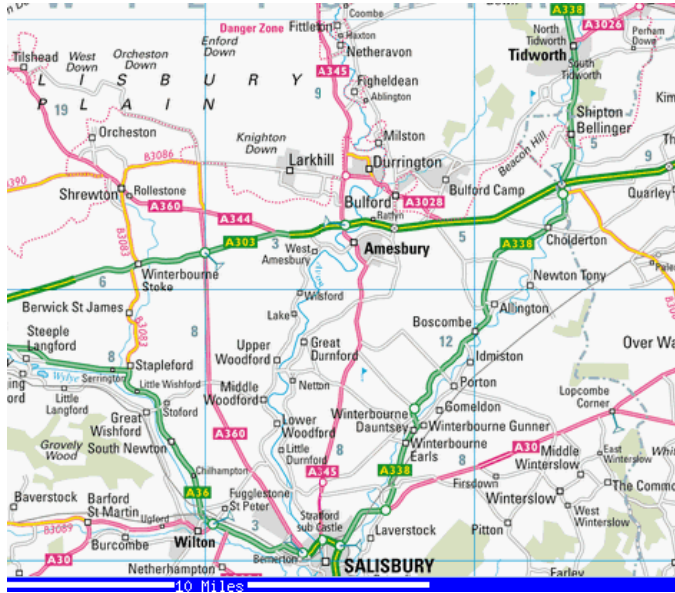 Coombe
A338
North
Tidworth
A3026
Perham
Down
Danger Zone
Fittleton
Haxton
Netheravon
Tidworth
South
Tidworth
Tilshead
West
Down
Orcheston
Down
Enford
Down
A345
Figheldean
Ablington
L I S B U R Y
P L A I N
19
9
Shipton
Bellinger
Orcheston
Knighton
Down
Milston
Larkhill
Durrington
Beacon Hill
5
9
B3086
Bulford Camp
Quarley
Shrewton
Rollestone
A360
A344
Bulford
A3028
Ratfyn
B3083
A303
3
West
Amesbury
Amesbury
5
A338
Cholderton
Winterbourne
Stoke
6
Newton Tony
Wilsford
Berwick St James
Lake
Allington
B3083
8
Boscombe
Steeple
Langford
Upper
Woodford
Great
Durnford
12
Over Wa
8
Stapleford
Idmiston
Wylye
Serrington
Little Wishford
Netton
Porton
Lopcombe
Corner
Little
Langford
Stoford
Middle
Woodford
Gomeldon
Great
Wishford
Winterbourne
Dauntsey
Winterbourne Gunner
A360
Lower
Woodford
Winterbourne
Earls
A30
Grovely
Wood
South Newton
Little
Durnford
8
8
Middle
Winterslow
East
Winterslow
Chilhampton
A345
A338
Firsdown
The Commo
A36
Fugglestone
St Peter
Winterslow
Baverstock
Barford
St Martin
Ugford
3
Stratford
sub Castle
Pitton
West
Winterslow
B3089
Wilton
Laverstock
Burcombe
A30
Bemerton
SALISBURY
Netherhampton
Farley
10 Miles